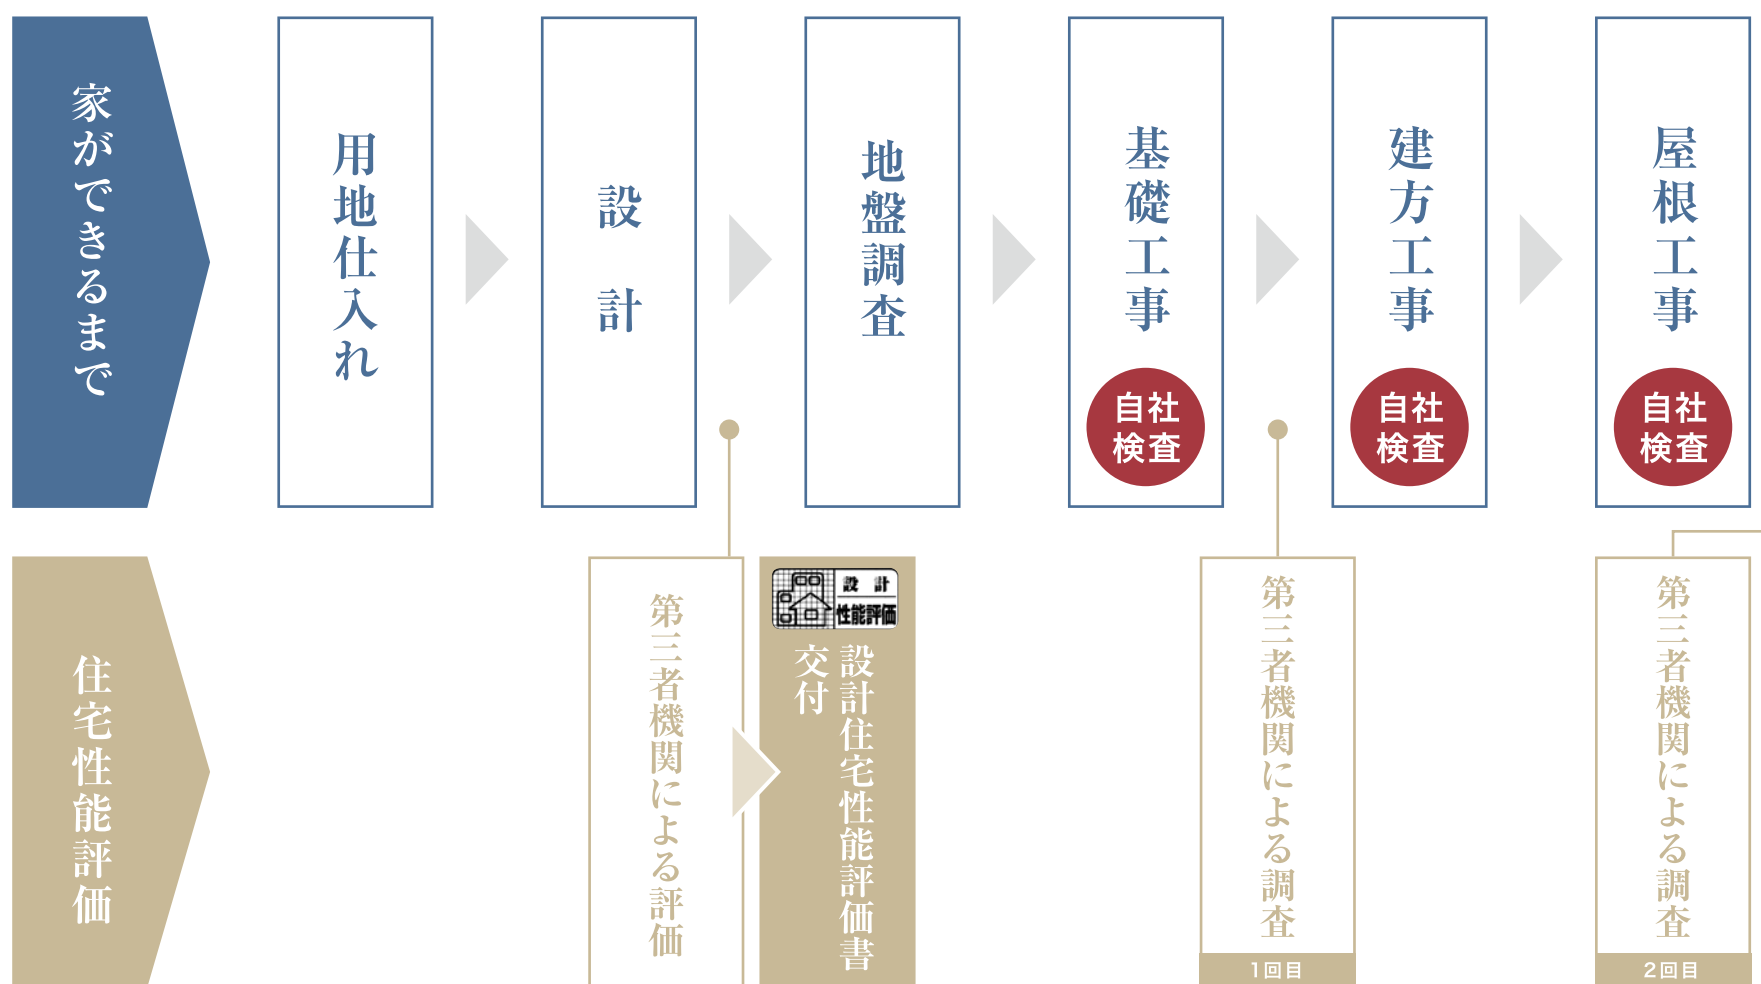 家ができるまで
用地仕入れ
設計
地盤調査
基礎工事
自社
検査
建方工事
自社
検査
屋根工事
自社
検査
住宅性能評価
第三者機関による評価
設計
性能評価
設計住宅性能評価書
交付
第三者機関による調査
1回目
第三者機関による調査
2回目